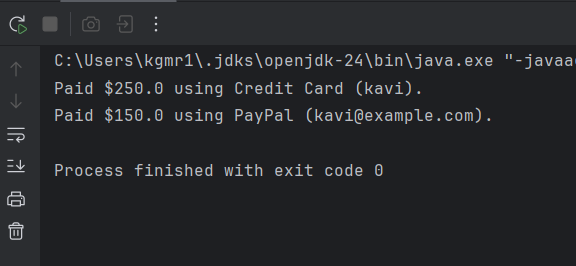 C:\Users\kgmr1\.jdks\openjdk-24\bin\java.exe "-javaa
Paid $250.0 using Credit Card (kavi).
Paid $150.0 using PayPal (kavi@example.com).
Process finished with exit code 0